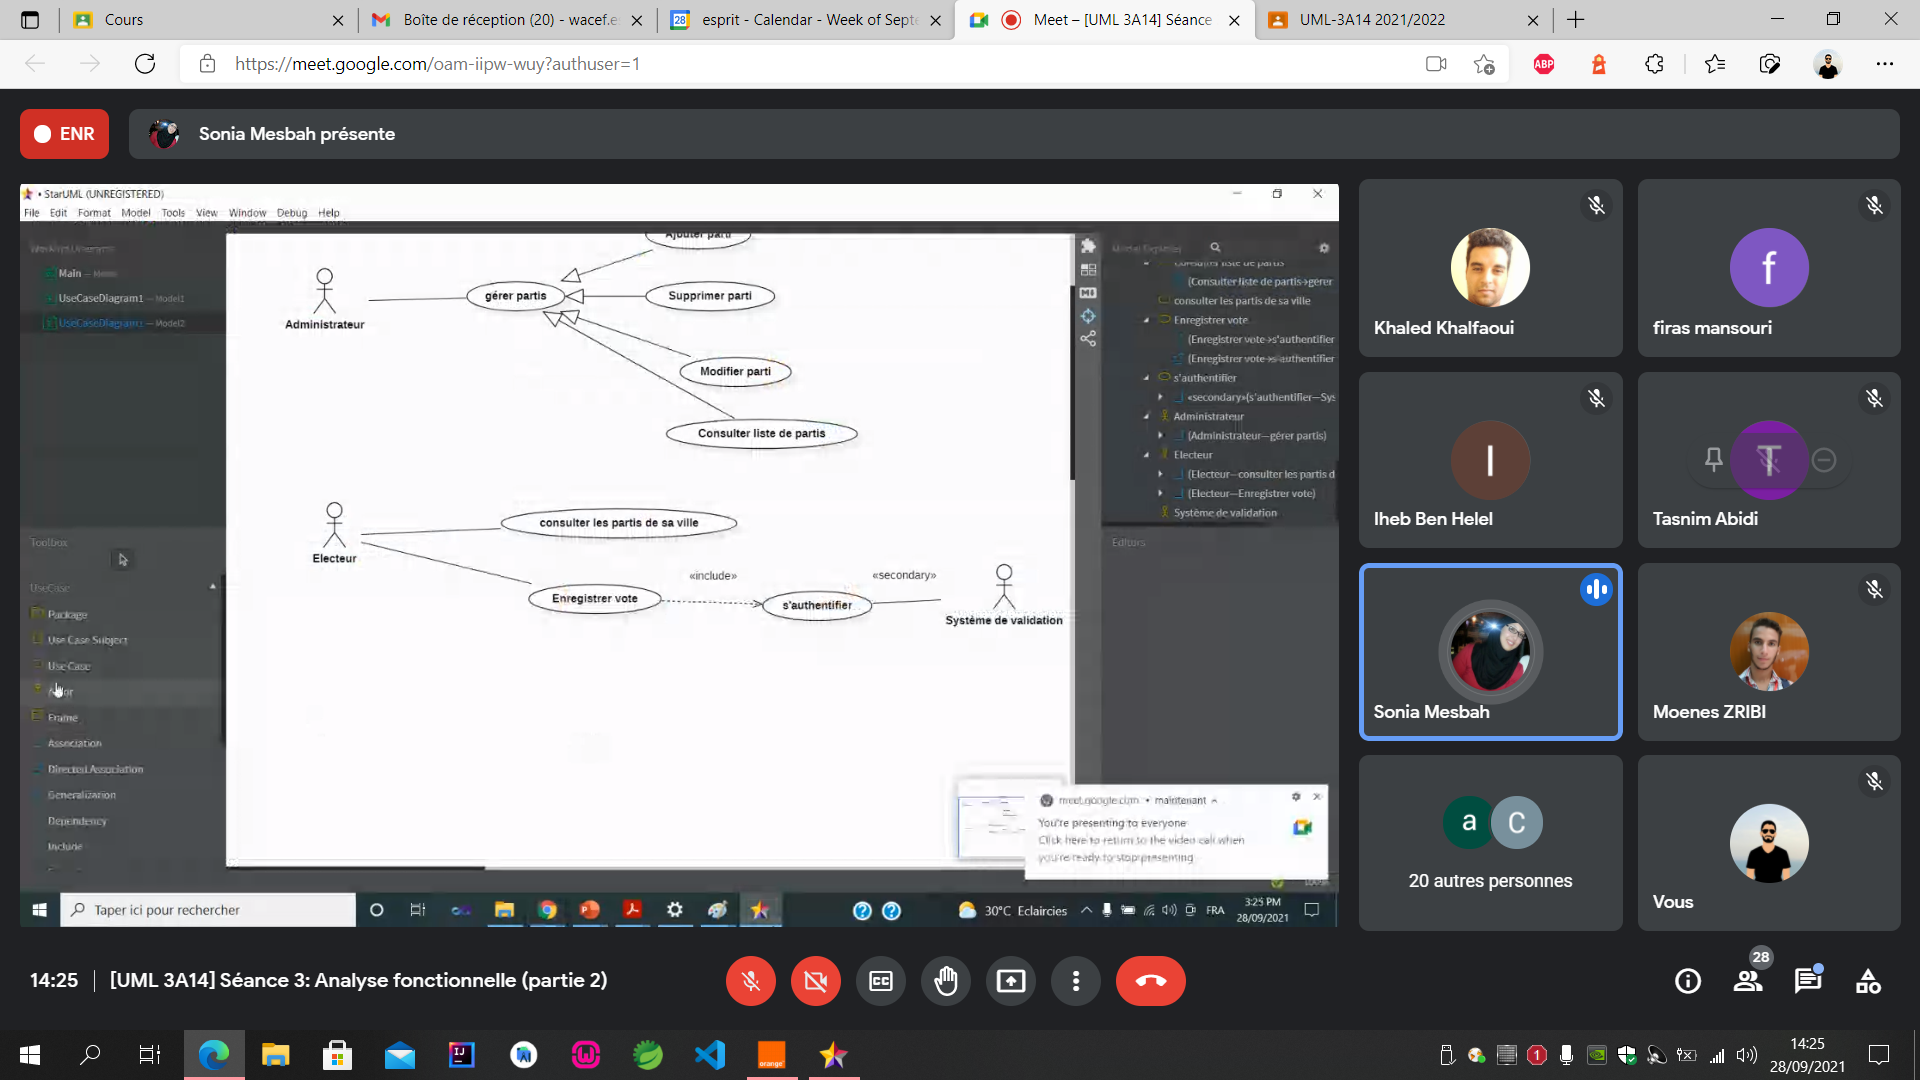 Cours
Boîte de réception (20) - wacef.es
esprit - Calendar - Week of Septe
Meet – [UML 3A14] Séance
UML-3A14 2021/2022
https://meet.google.com/oam-iipw-wuy?authuser=1
ABP
ENR
Sonia Mesbah présente
StarUML (UNREGISTERED)
File Edit Format Model Tools View Window Debug Help
Main
UseCaseDiagram1 — Model1
UseCaseDiagram1 — Model2
Toolbox
UseCase
Package
Use Case Subject
Use Case
Actor
Frame
Association
Directed Association
Generalization
Dependency
Include
Ajouter parti
Administrateur
gérer partis
Supprimer parti
Modifier parti
Consulter liste de partis
Electeur
consulter les partis de sa ville
Enregistrer vote
«include»
s'authentifier
«secondary»
Système de validation
Model Explorer
Consulter liste de partis
(Consulter liste de partis→gérer
consulter les partis de sa ville
Enregistrer vote
(Enregistrer vote→s'authentifier
(Enregistrer vote→s'authentifier
s'authentifier
«secondary»(s'authentifier—Sys
Administrateur
(Administrateur—gérer partis)
Electeur
(Electeur—consulter les partis d
(Electeur—Enregistrer vote)
Système de validation
Editors
meet.google.com • maintenant
You're presenting to everyone
Click here to return to the video call when
you're ready to stop presenting
100%
Taper ici pour rechercher
30°C Eclaircies
FRA
3:25 PM
28/09/2021
Khaled Khalfaoui
f
firas mansouri
I
Iheb Ben Helel
T
Tasnim Abidi
Sonia Mesbah
Moenes ZRIBI
a C
20 autres personnes
Vous
14:25
[UML 3A14] Séance 3: Analyse fonctionnelle (partie 2)
28
14:25
28/09/2021